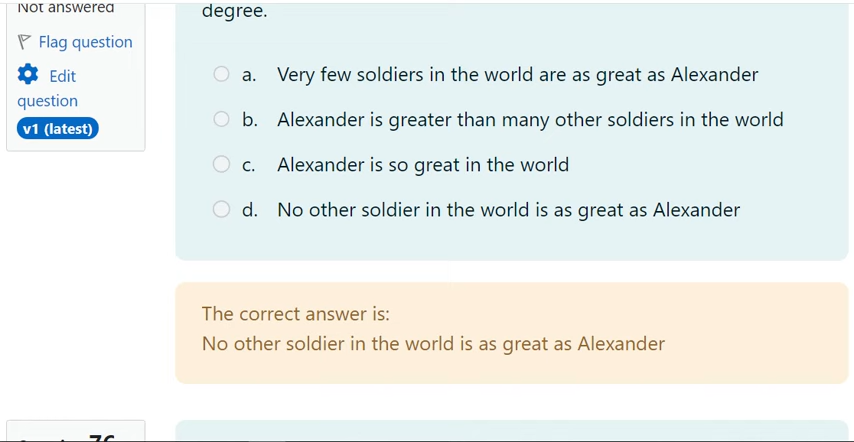 Not answered
Flag question
Edit
question
v1 (latest)
degree.
a. Very few soldiers in the world are as great as Alexander
b. Alexander is greater than many other soldiers in the world
c. Alexander is so great in the world
d. No other soldier in the world is as great as Alexander
The correct answer is:
No other soldier in the world is as great as Alexander